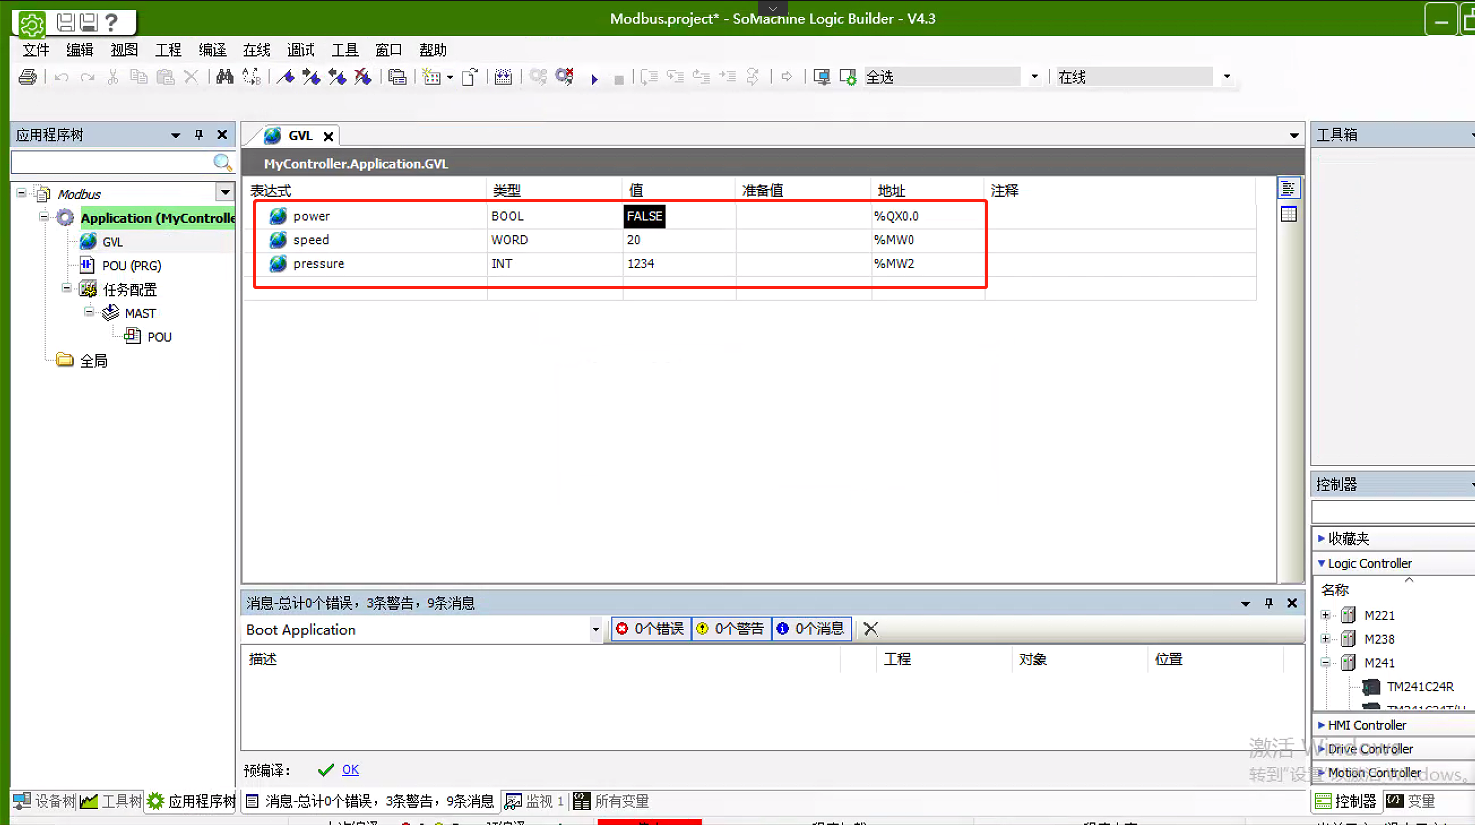 Modbus.project* - SoMachine Logic Builder - V4.3
文件 编辑 视图 工程 编译 在线 调试 工具 窗口 帮助
全选 在线
应用程序树
GVL
工具箱
MyController.Application.GVL
表达式 类型 值 准备值 地址 注释
power BOOL FALSE %QX0.0
speed WORD 20 %MW0
pressure INT 1234 %MW2
Modbus
Application (MyControlle
GVL
POU (PRG)
任务配置
MAST
POU
全局
控制器
收藏夹
Logic Controller
名称
M221
M238
M241
TM241C24R
HMI Controller
Drive Controller
Motion Controller
消息-总计0个错误，3条警告，9条消息
Boot Application 0个错误 0个警告 0个消息
描述 工程 对象 位置
预编译： OK
激活 Windows
设备树 工具树 应用程序树 消息-总计0个错误，3条警告，9条消息 监视 1 所有变量
控制器 变量